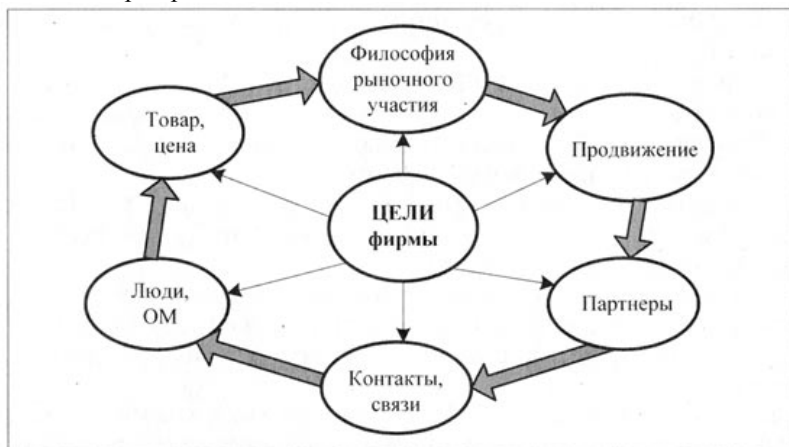 Философия
рыночного
участия
Товар,
цена
Продвижение
ЦЕЛИ
фирмы
Люди,
ОМ
Партнеры
Контакты,
связи